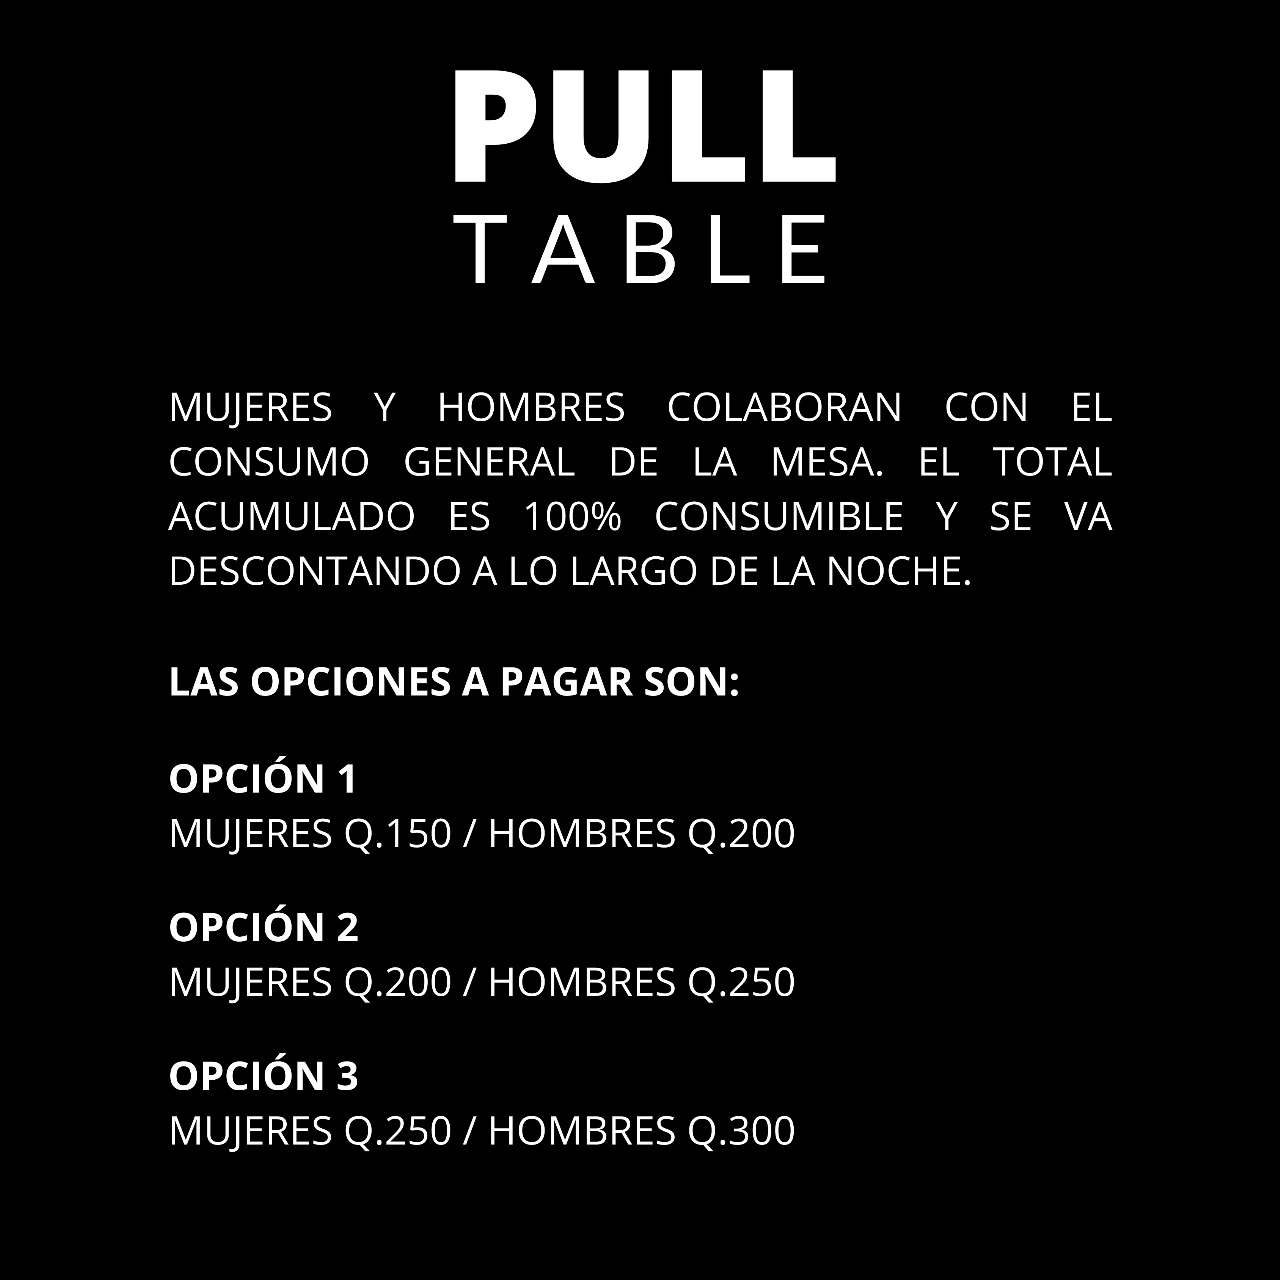 PULL
TABLE
MUJERES Y HOMBRES COLABORAN CON EL
CONSUMO GENERAL DE LA MESA. EL TOTAL
ACUMULADO ES 100% CONSUMIBLE Y SE VA
DESCONTANDO A LO LARGO DE LA NOCHE.
LAS OPCIONES A PAGAR SON:
OPCIÓN 1
MUJERES Q.150 / HOMBRES Q.200
OPCIÓN 2
MUJERES Q.200 / HOMBRES Q.250
OPCIÓN 3
MUJERES Q.250 / HOMBRES Q.300